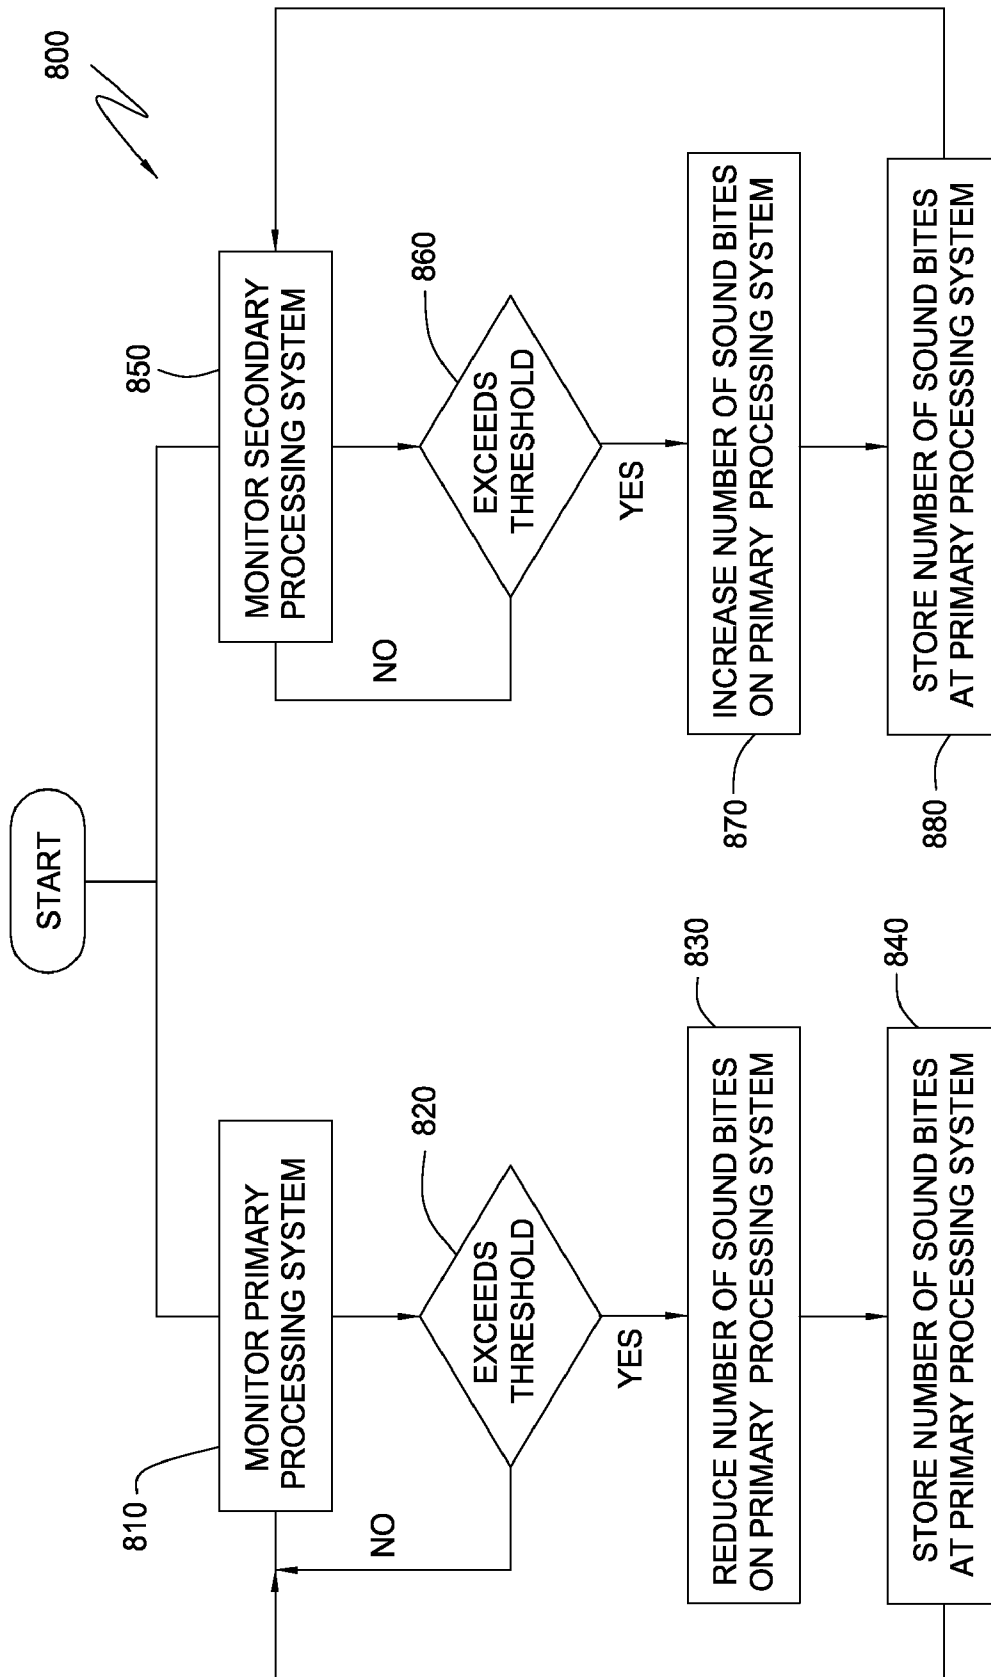 800
START
810
MONITOR PRIMARY
PROCESSING SYSTEM
820
EXCEEDS
THRESHOLD
NO
YES
830
REDUCE NUMBER OF SOUND BITES
ON PRIMARY PROCESSING SYSTEM
840
STORE NUMBER OF SOUND BITES
AT PRIMARY PROCESSING SYSTEM
850
MONITOR SECONDARY
PROCESSING SYSTEM
860
EXCEEDS
THRESHOLD
NO
YES
870
INCREASE NUMBER OF SOUND BITES
ON PRIMARY PROCESSING SYSTEM
880
STORE NUMBER OF SOUND BITES
AT PRIMARY PROCESSING SYSTEM